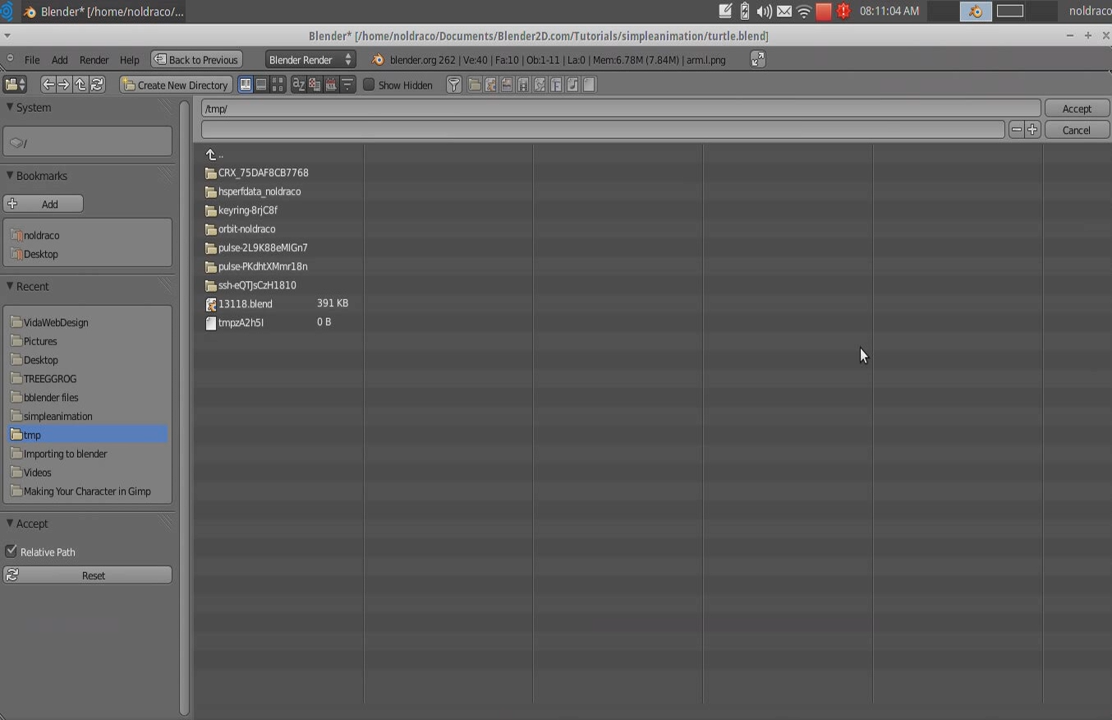 Blender* [/home/noldraco/... 08:11:04 AM noldraco
Blender* [/home/noldraco/Documents/Blender2D.com/Tutorials/simpleanimation/turtle.blend]
File Add Render Help Back to Previous Blender Render blender.org 262 | Ve:40 | Fa:10 | Ob:1-11 | La:0 | Mem:6.78M (7.84M) | arm.l.png
Create New Directory Show Hidden
System
/
Bookmarks
Add
noldraco
Desktop
Recent
VidaWebDesign
Pictures
Desktop
TREEGGROG
bblender files
simpleanimation
tmp
Importing to blender
Videos
Making Your Character in Gimp
Accept
Relative Path
Reset
/tmp/ Accept
Cancel
..
CRX_75DAF8CB7768
hsperfdata_noldraco
keyring-8rjC8f
orbit-noldraco
pulse-2L9K88eMlGn7
pulse-PKdhtXMmr18n
ssh-eQTJsCzH1810
13118.blend 391 KB
tmpzA2h5I 0 B